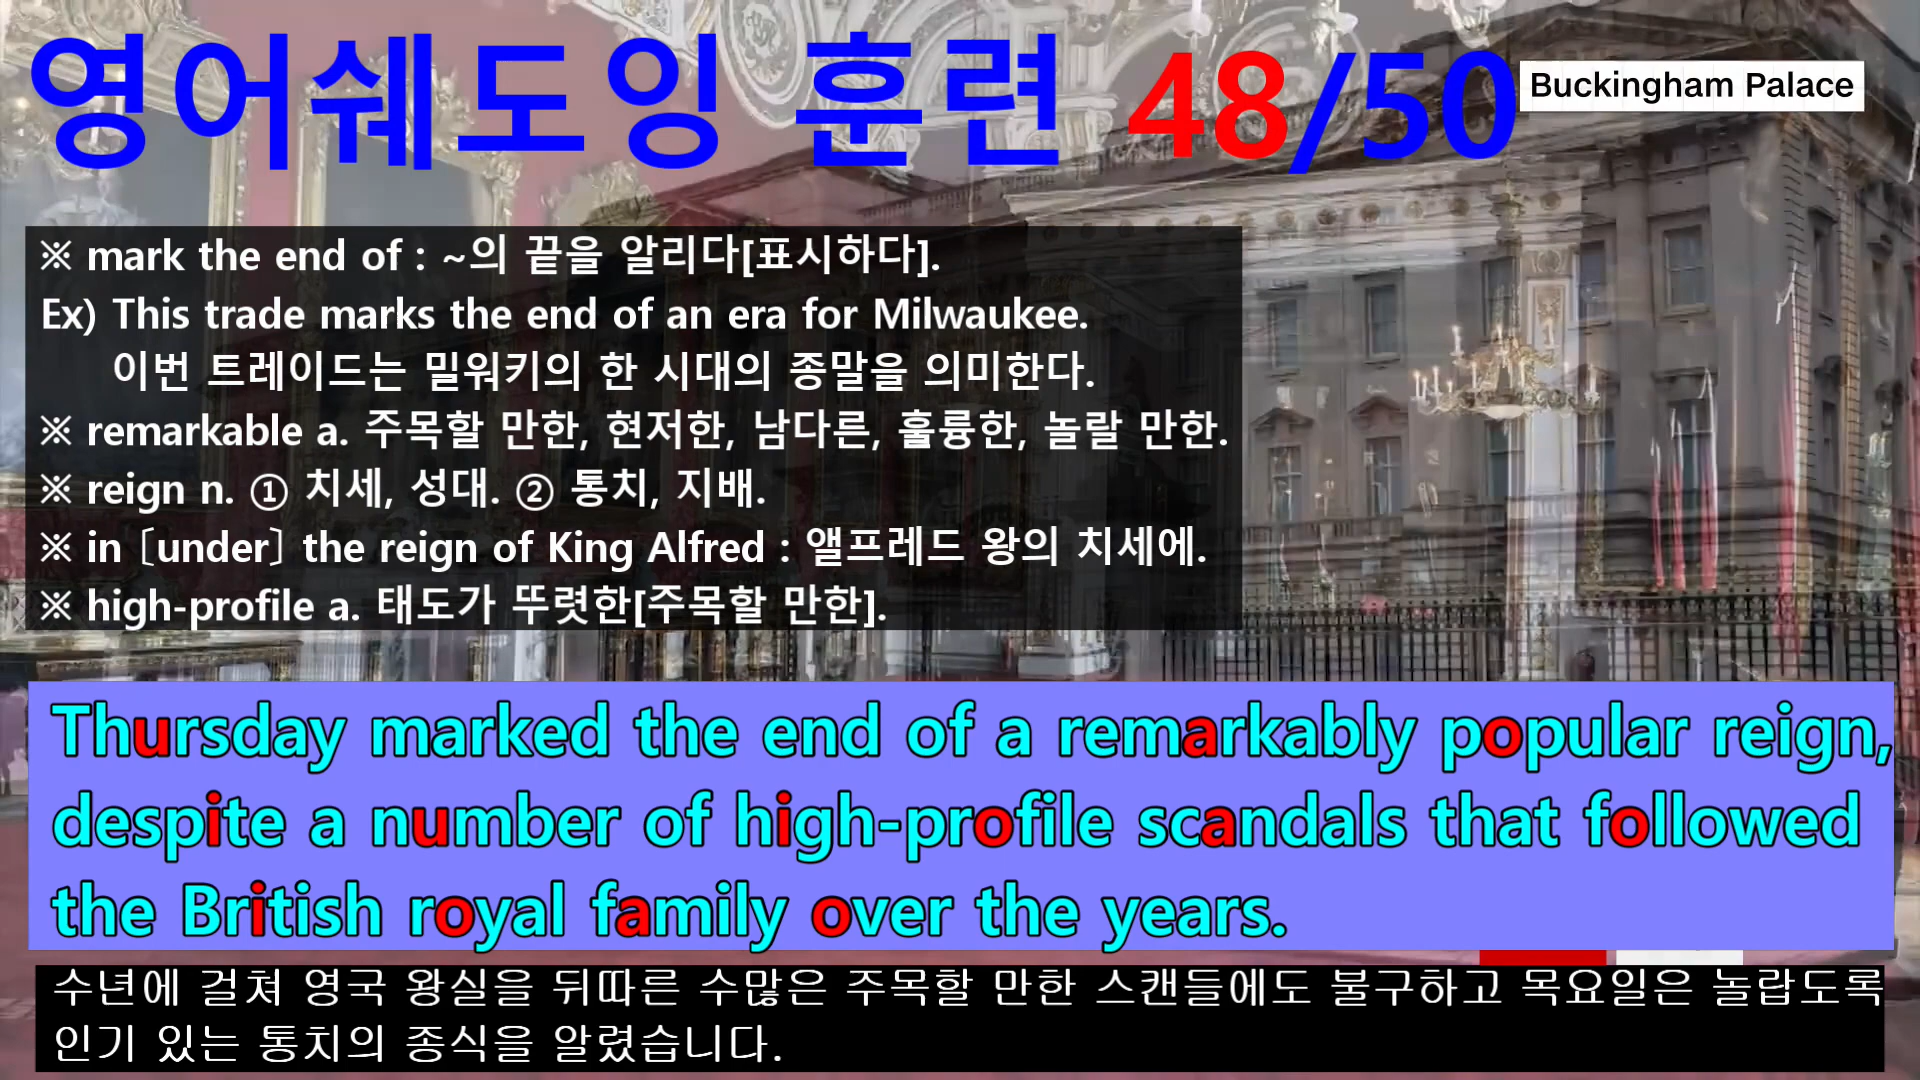 영어쉐도잉 훈련 48/50
Buckingham Palace
※ mark the end of : ~의 끝을 알리다[표시하다].
Ex) This trade marks the end of an era for Milwaukee.
이번 트레이드는 밀워키의 한 시대의 종말을 의미한다.
※ remarkable a. 주목할 만한, 현저한, 남다른, 훌륭한, 놀랄 만한.
※ reign n. ① 치세, 성대. ② 통치, 지배.
※ in〔under〕the reign of King Alfred : 앨프레드 왕의 치세에.
※ high-profile a. 태도가 뚜렷한[주목할 만한].
Thursday marked the end of a remarkably popular reign,
despite a number of high-profile scandals that followed
the British royal family over the years.
수년에 걸쳐 영국 왕실을 뒤따른 수많은 주목할 만한 스캔들에도 불구하고 목요일은 놀랍도록
인기 있는 통치의 종식을 알렸습니다.